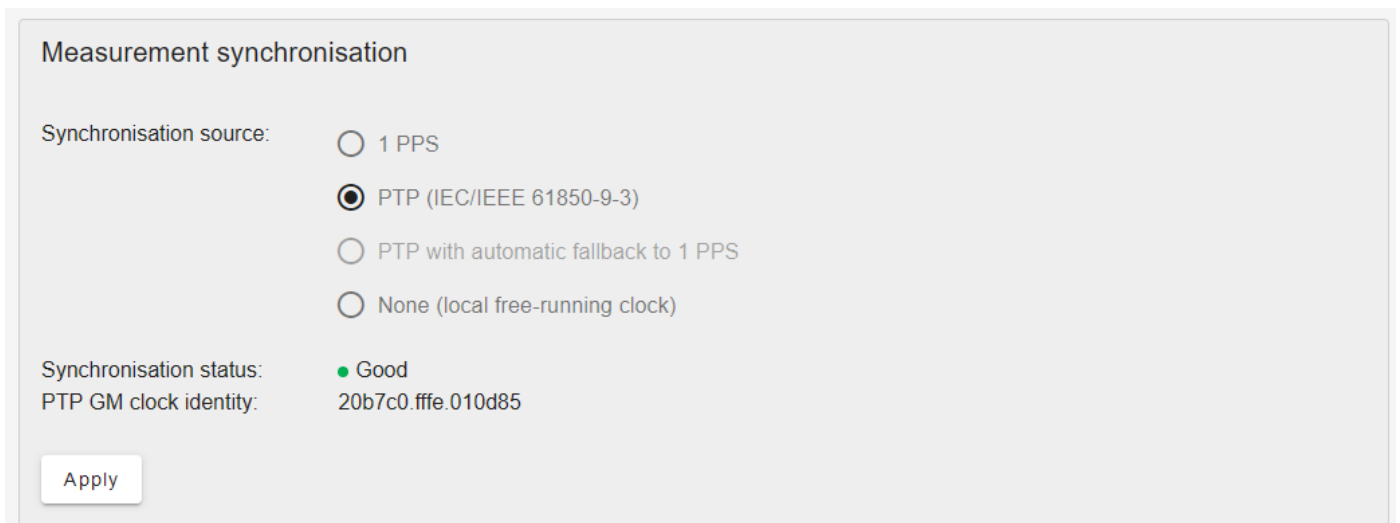 Measurement synchronisation
Synchronisation source:
1 PPS
PTP (IEC/IEEE 61850-9-3)
PTP with automatic fallback to 1 PPS
None (local free-running clock)
Synchronisation status: Good
PTP GM clock identity: 20b7c0.fffe.010d85
Apply